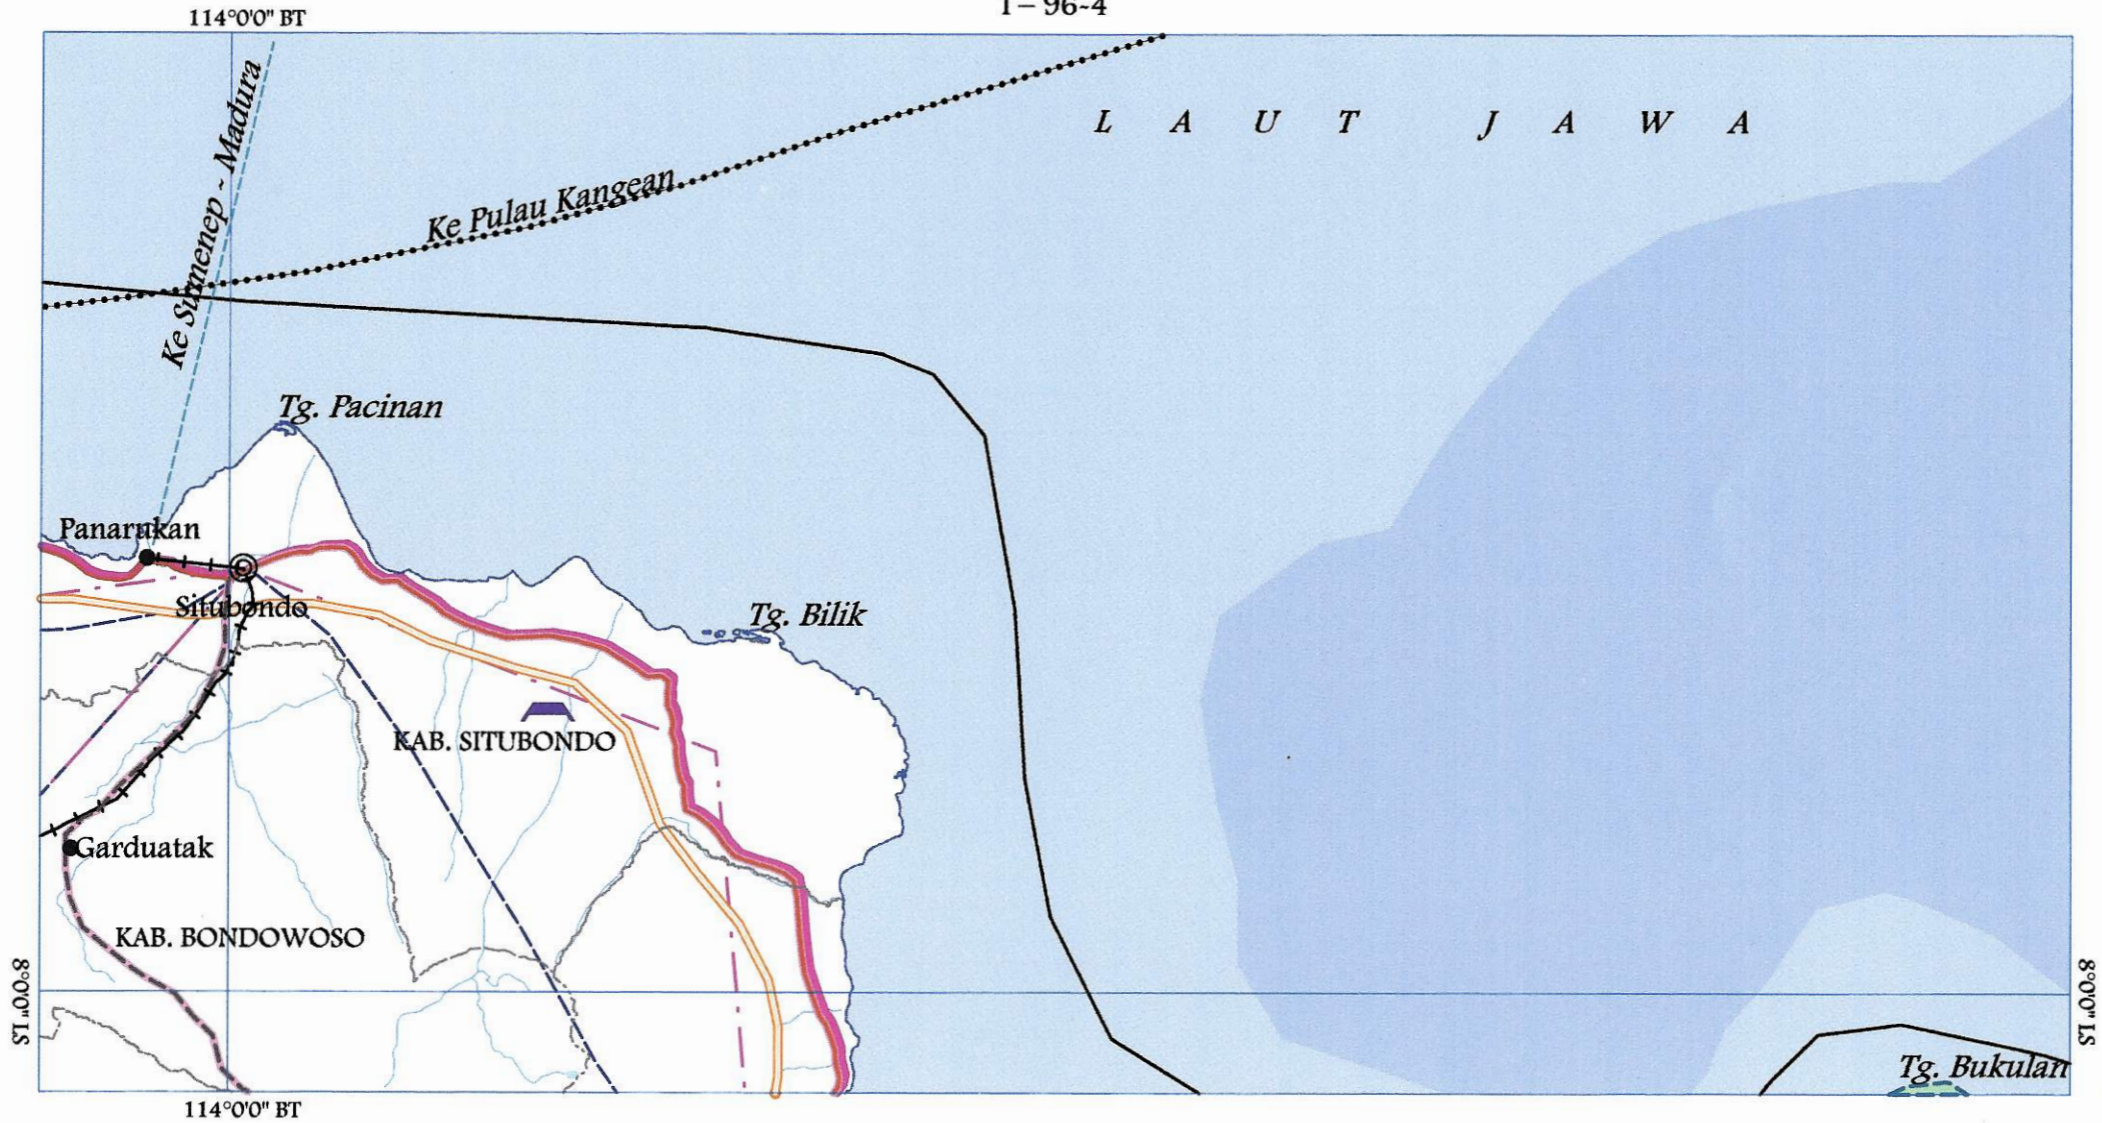 114°0'0" BT
1 – 96-4
L A U T J A W A
Ke Sumenep ~ Madura
Ke Pulau Kangean
Tg. Pacinan
Panarukan
Situbondo
Tg. Bilik
KAB. SITUBONDO
Garduatak
KAB. BONDOWOSO
8°0'0" LS
8°0'0" LS
Tg. Bukulan
114°0'0" BT